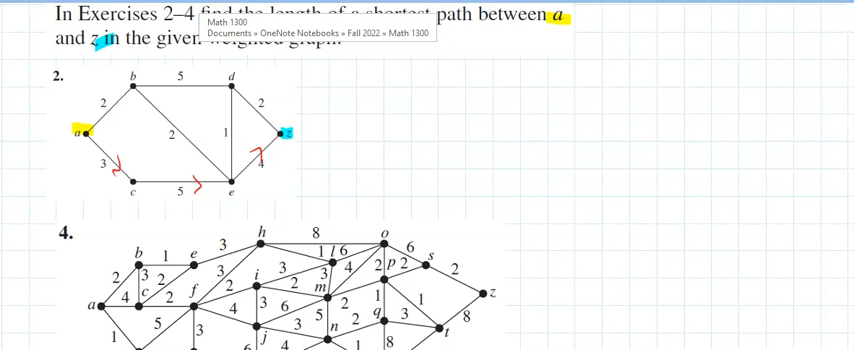 In Exercises 2–4 find the length of a shortest path between a
Math 1300
Documents » OneNote Notebooks » Fall 2022 » Math 1300
and z in the given weighted graph.
2.
b 5 d
2 2
a 2 1 z
3 4
c 5 e
4.
h 8 o
b 1 e 3 1 l 6 6 s
2 3 2 3 i 3 3 4 2 p 2 2
a 4 c 2 f 2 2 m z
4 3 6 2 1 1 8
5 3 3 5 n 2 q 3 t
1 j 4 1 8
6